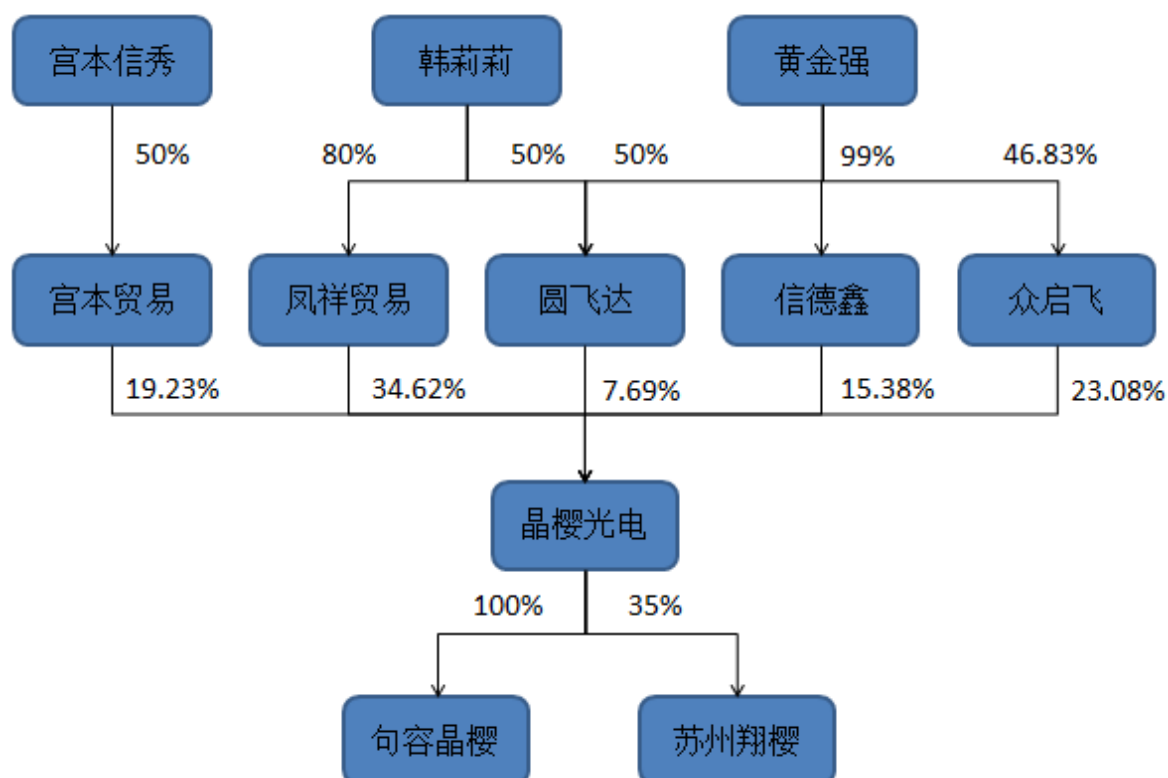 宫本信秀
韩莉莉
黄金强
50%
80%
50%
50%
99%
46.83%
宫本贸易
凤祥贸易
圆飞达
信德鑫
众启飞
19.23%
34.62%
7.69%
15.38%
23.08%
晶樱光电
100%
35%
句容晶樱
苏州翔樱